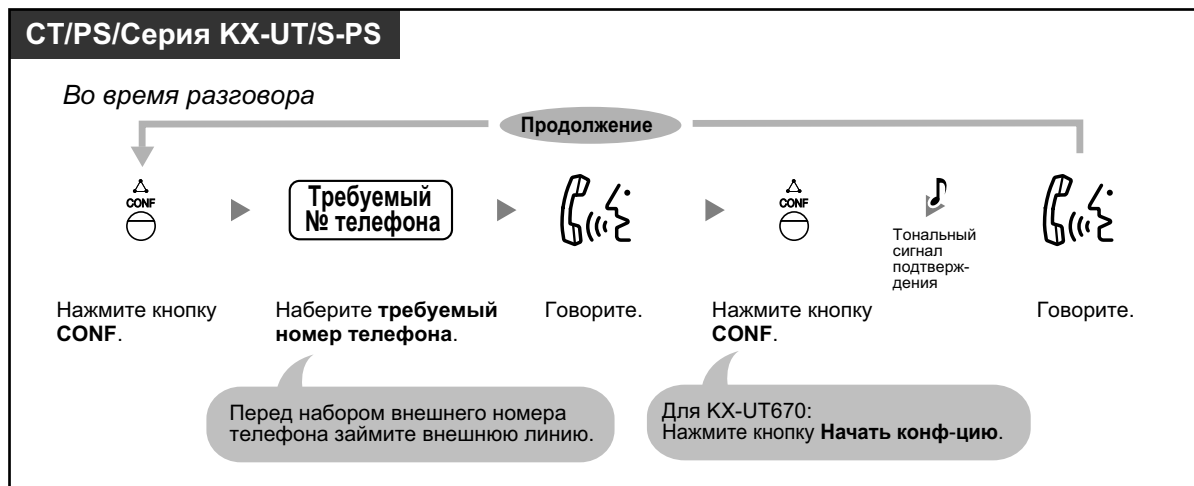 CT/PS/Серия KX-UT/S-PS
Во время разговора
Продолжение
CONF
Требуемый
№ телефона
CONF
Тональный
сигнал
подтверж-
дения
Нажмите кнопку
CONF.
Наберите требуемый
номер телефона.
Говорите.
Нажмите кнопку
CONF.
Говорите.
Перед набором внешнего номера
телефона займите внешнюю линию.
Для KX-UT670:
Нажмите кнопку Начать конф-цию.